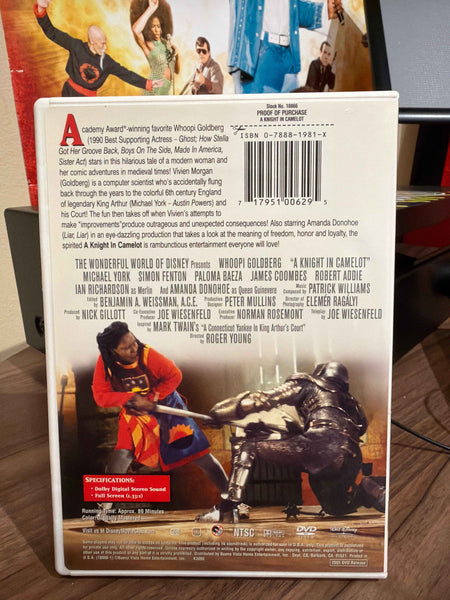 Stock No. 18866
PROOF OF PURCHASE
A KNIGHT IN CAMELOT
ISBN 0-7888-1981-X
7 17951 00629 5
Academy Award®-winning favorite Whoopi Goldberg
(1990 Best Supporting Actress – Ghost; How Stella
Got Her Groove Back, Boys On The Side, Made In America,
Sister Act) stars in this hilarious tale of a modern woman and
her comic adventures in medieval times! Vivien Morgan
(Goldberg) is a computer scientist who's accidentally flung
back through the years to the colorful 6th century England
of legendary King Arthur (Michael York – Austin Powers) and
his Court! The fun then takes off when Vivien's attempts to
make "improvements"produce outrageous and unexpected consequences! Also starring Amanda Donohoe
(Liar, Liar) in an eye-dazzling production that takes a look at the meaning of freedom, honor and loyalty, the
spirited A Knight In Camelot is rambunctious entertainment everyone will love!
THE WONDERFUL WORLD OF DISNEY Presents WHOOPI GOLDBERG "A KNIGHT IN CAMELOT"
MICHAEL YORK SIMON FENTON PALOMA BAEZA JAMES COOMBES ROBERT ADDIE
IAN RICHARDSON as Merlin And AMANDA DONOHOE as Queen Guinevere Music Composed by PATRICK WILLIAMS
Edited by BENJAMIN A. WEISSMAN, A.C.E. Production Designer PETER MULLINS Director of Photography ELEMÉR RAGÁLYI
Produced by NICK GILLOTT Co-Executive Producer JOE WIESENFELD Executive Producer NORMAN ROSEMONT Teleplay by JOE WIESENFELD
Inspired by MARK TWAIN'S "A Connecticut Yankee In King Arthur's Court"
Directed by ROGER YOUNG
SPECIFICATIONS:
• Dolby Digital Stereo Sound
• Full Screen (1.33:1)
Running Time: Approx. 89 Minutes
Color
Visit us at
NTSC
DVD